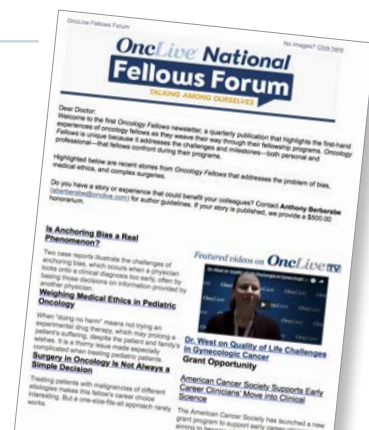 OncLive Fellows Forum
No Images? Click here
OncLive National
Fellows Forum
TALKING AMONG OURSELVES
Dear Doctor:
Welcome to the first Oncology Fellows newsletter, a quarterly publication that highlights the first-hand
experiences of oncology fellows as they weave their way through their fellowship programs. Oncology
Fellows is unique because it addresses the challenges and milestones—both personal and
professional—that fellows confront during their programs.
Highlighted below are recent stories from Oncology Fellows that addressed the problem of bias,
medical ethics, and complex surgeries.
Do you have a story or experience that could benefit your colleagues? Contact Anthony Berberabe
(aberberabe@onclive.com) for author guidelines. If your story is published, we provide a $500.00
honorarium.
Is Anchoring Bias a Real
Phenomenon?
Two case reports illustrate the challenges of
anchoring bias, which occurs when a physician
locks onto a clinical diagnosis too early, often by
basing those decisions on information provided by
another physician.
Weighing Medical Ethics in Pediatric
Oncology
When "doing no harm" means not trying an
experimental drug therapy, which may prolong a
patient's suffering, despite the patient and family's
wishes. It is a thorny issue made especially
complicated when treating pediatric patients.
Surgery in Oncology Is Not Always a
Simple Decision
Treating patients with malignancies of different
etiologies makes this fellow's career choice
interesting. But a one-size-fits-all approach rarely
works.
Featured videos on OncLive TV
Dr. West on Quality of Life Challenges
in Gynecologic Cancer
Grant Opportunity
American Cancer Society Supports Early
Career Clinicians' Move into Clinical
Science
The American Cancer Society has launched a new
grant program to support early career